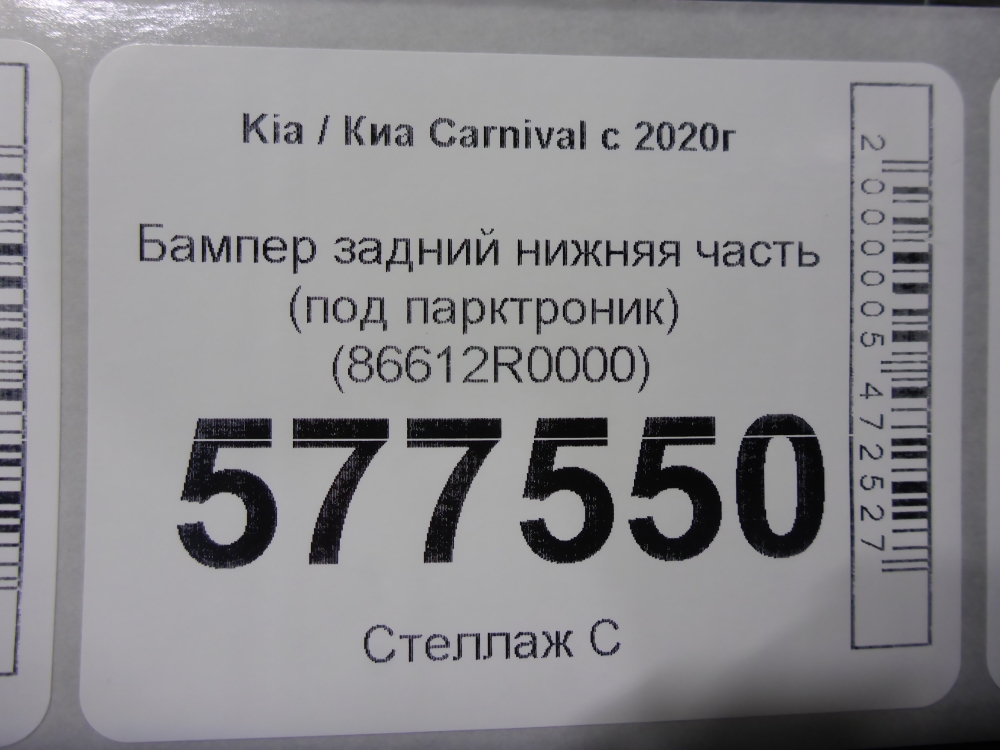 Kia / Киа Carnival с 2020г
Бампер задний нижняя часть
(под парктроник)
(86612R0000)
577550
Стеллаж С
2000005472527